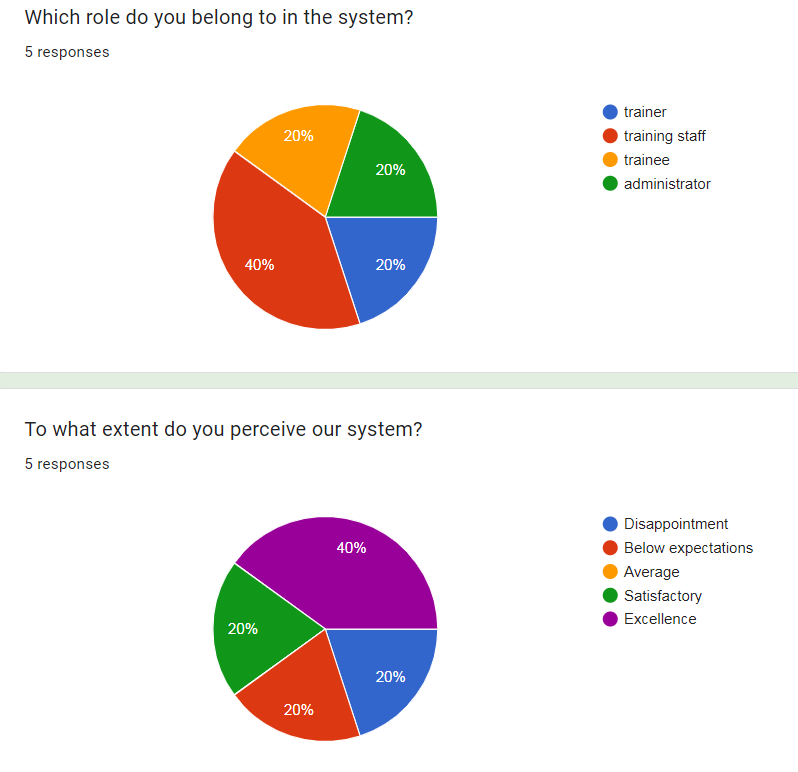 Which role do you belong to in the system?
5 responses
20%
20%
40%
20%
trainer
training staff
trainee
administrator
To what extent do you perceive our system?
5 responses
40%
20%
20%
20%
Disappointment
Below expectations
Average
Satisfactory
Excellence